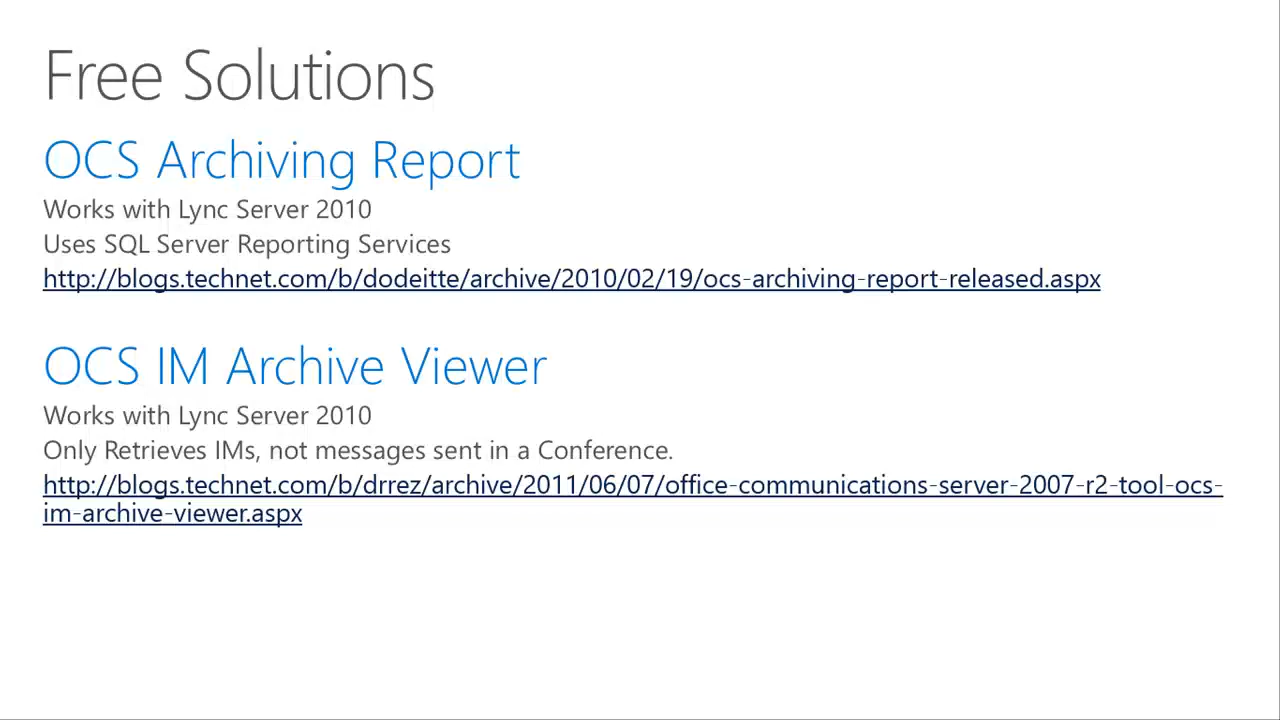 Free Solutions
OCS Archiving Report
Works with Lync Server 2010
Uses SQL Server Reporting Services
http://blogs.technet.com/b/dodeitte/archive/2010/02/19/ocs-archiving-report-released.aspx
OCS IM Archive Viewer
Works with Lync Server 2010
Only Retrieves IMs, not messages sent in a Conference.
http://blogs.technet.com/b/drrez/archive/2011/06/07/office-communications-server-2007-r2-tool-ocs-
im-archive-viewer.aspx